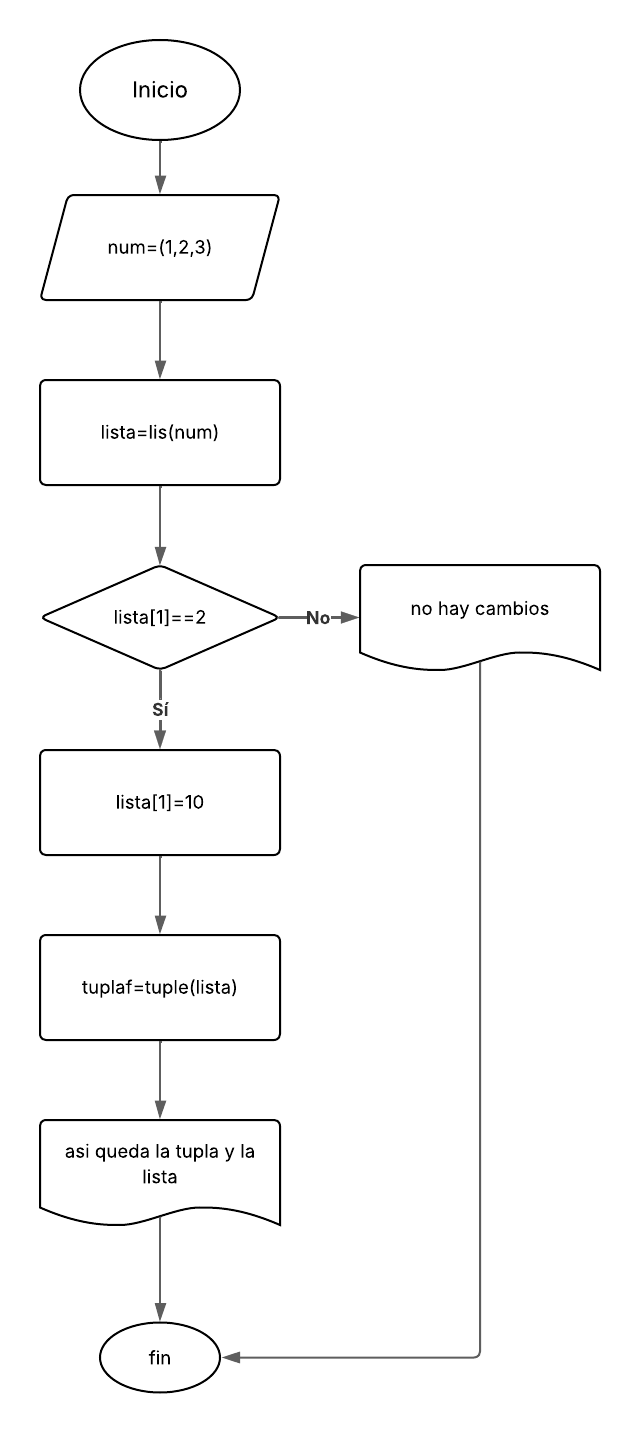 Inicio
num=(1,2,3)
lista=lis(num)
lista[1]==2
No
no hay cambios
Sí
lista[1]=10
tuplaf=tuple(lista)
asi queda la tupla y la
lista
fin